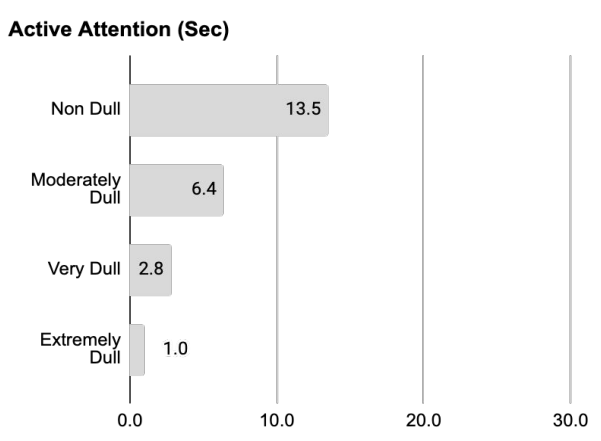 Active Attention (Sec)
Non Dull
13.5
Moderately
Dull
6.4
Very Dull
2.8
Extremely
Dull
1.0
0.0
10.0
20.0
30.0